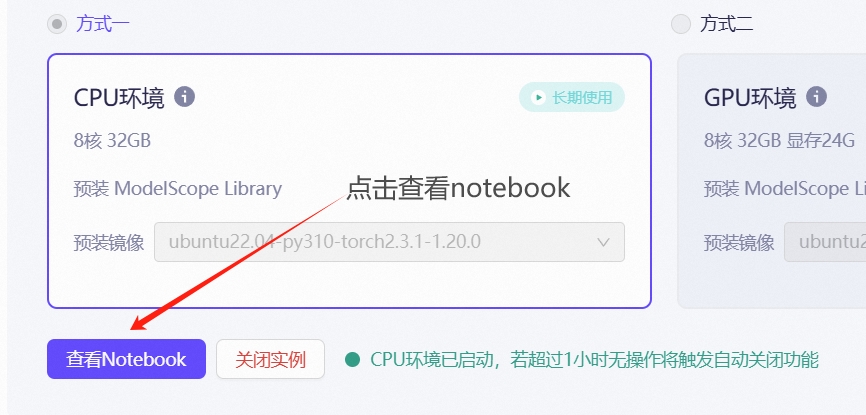 方式一
方式二
CPU环境
长期使用
8核 32GB
预装 ModelScope Library
点击查看notebook
预装镜像
ubuntu22.04-py310-torch2.3.1-1.20.0
GPU环境
8核 32GB 显存24G
预装 ModelScope Li
预装镜像
ubuntu2
查看Notebook
关闭实例
CPU环境已启动，若超过1小时无操作将触发自动关闭功能